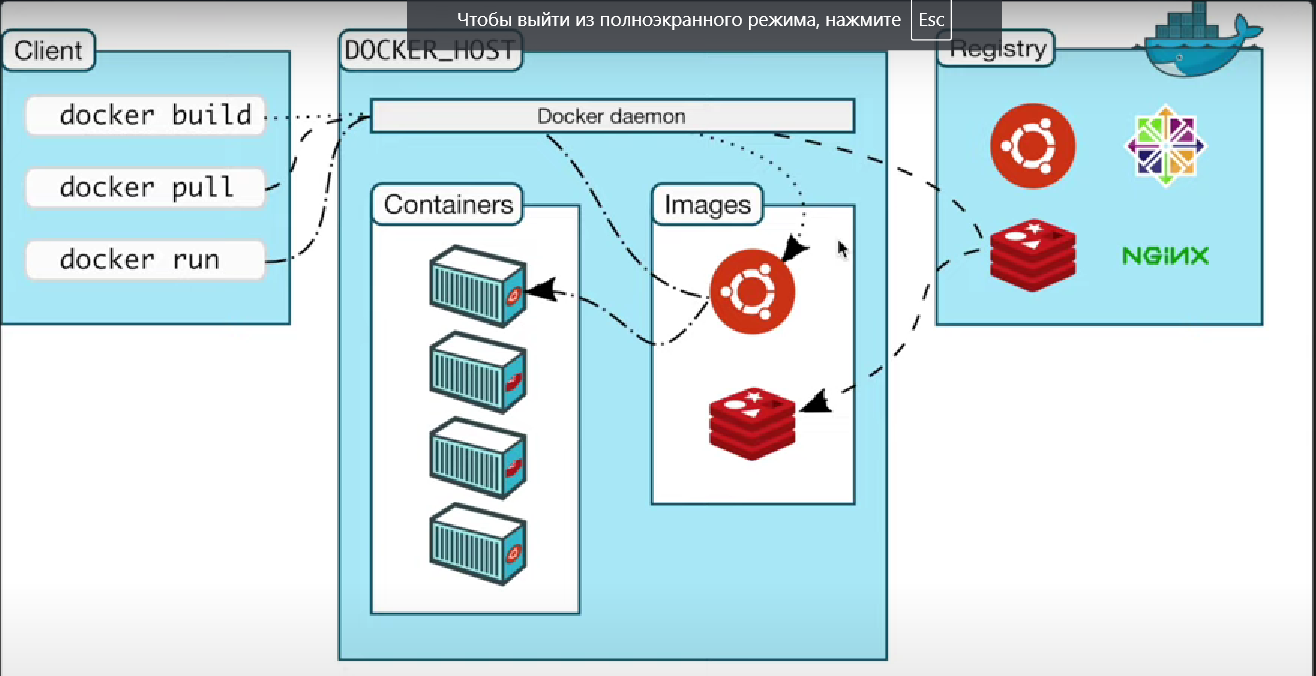 Чтобы выйти из полноэкранного режима, нажмите Esc
Client
docker build
docker pull
docker run
DOCKER_HOST
Docker daemon
Containers
Images
Registry
NGINX